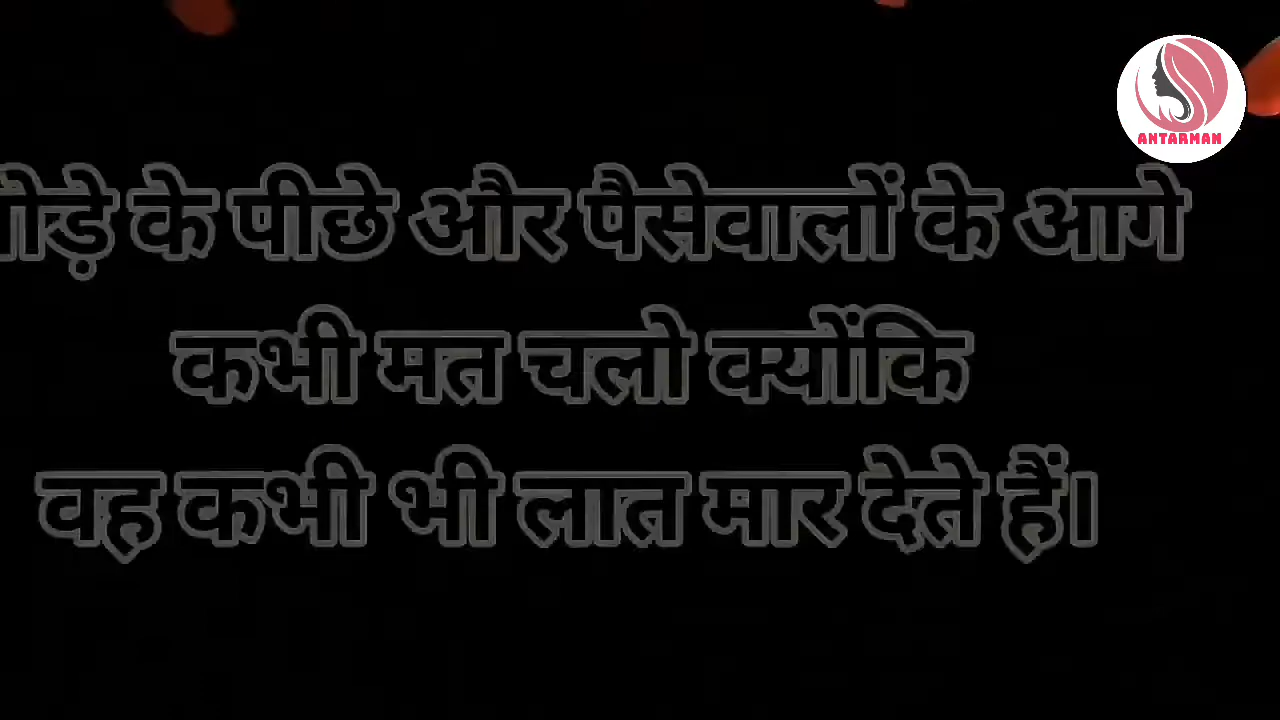 ANTARMAN
के पीछे और पैसेवालों के आगे
कभी मत चलो क्योंकि
वह कभी भी लात मार देते हैं।